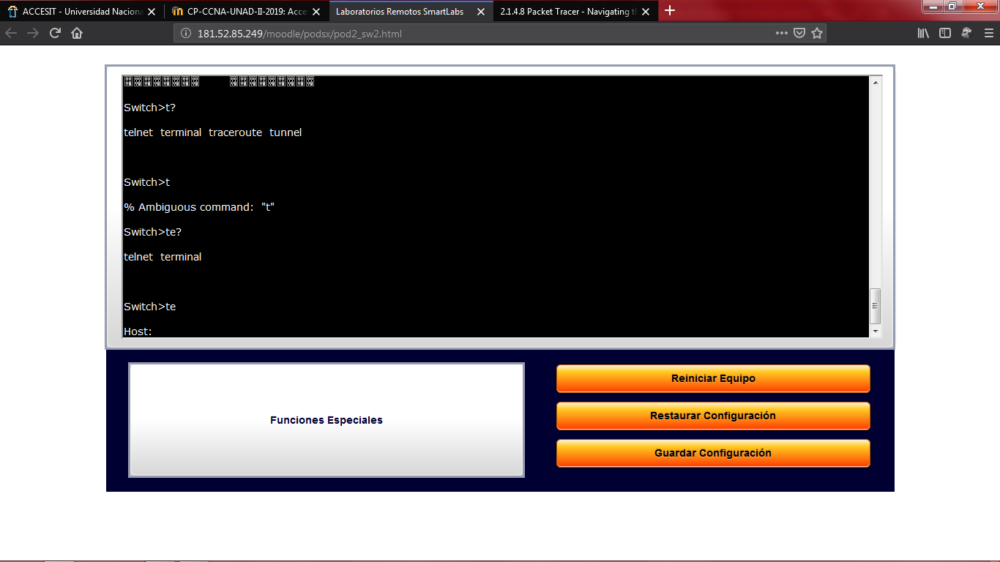 ACCESIT - Universidad Naciona
CP-CCNA-UNAD-II-2019: Acce
Laboratorios Remotos SmartLabs
2.1.4.8 Packet Tracer - Navigating t
181.52.85.249/moodle/podsx/pod2_sw2.html
Switch>t?
telnet terminal traceroute tunnel
Switch>t
% Ambiguous command: "t"
Switch>te?
telnet terminal
Switch>te
Host:
Funciones Especiales
Reiniciar Equipo
Restaurar Configuración
Guardar Configuración